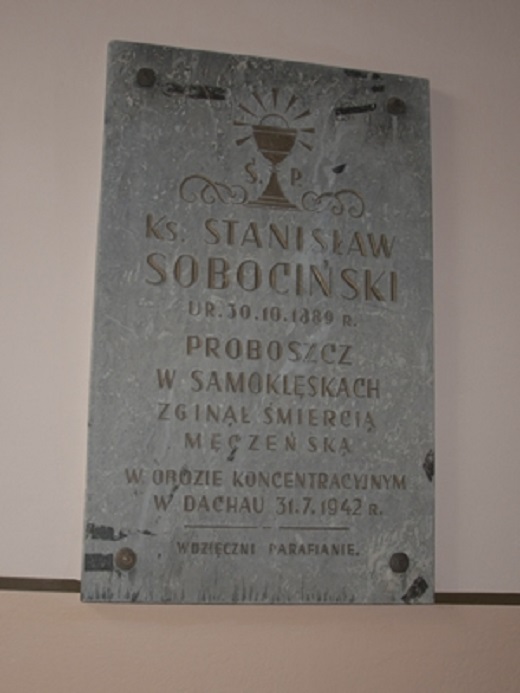 Ś. P.
Ks. STANISŁAW
SOBOCIŃSKI
UR. 30.10.1889 R.
PROBOSZCZ
W SAMOKLĘSKACH
ZGINĄŁ ŚMIERCIĄ
MĘCZEŃSKĄ
W OBOZIE KONCENTRACYJNYM
W DACHAU 31.7.1942 R.
WDZIĘCZNI PARAFIANIE.